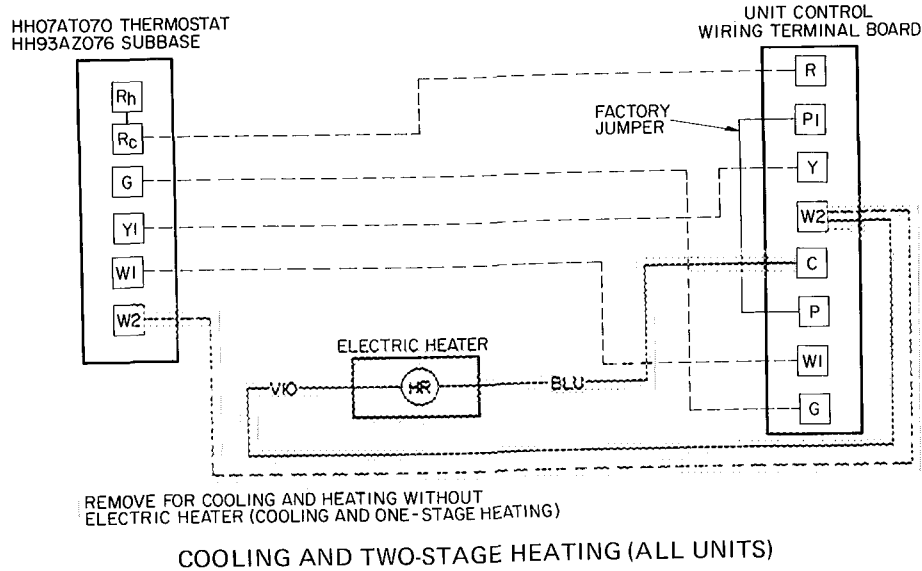 HH07AT070 THERMOSTAT
HH93AZ076 SUBBASE
UNIT CONTROL
WIRING TERMINAL BOARD
Rh
Rc
G
Y1
W1
W2
FACTORY
JUMPER
R
P1
Y
W2
C
P
W1
G
ELECTRIC HEATER
VIO
HR
BLU
REMOVE FOR COOLING AND HEATING WITHOUT
ELECTRIC HEATER (COOLING AND ONE-STAGE HEATING)
COOLING AND TWO-STAGE HEATING (ALL UNITS)